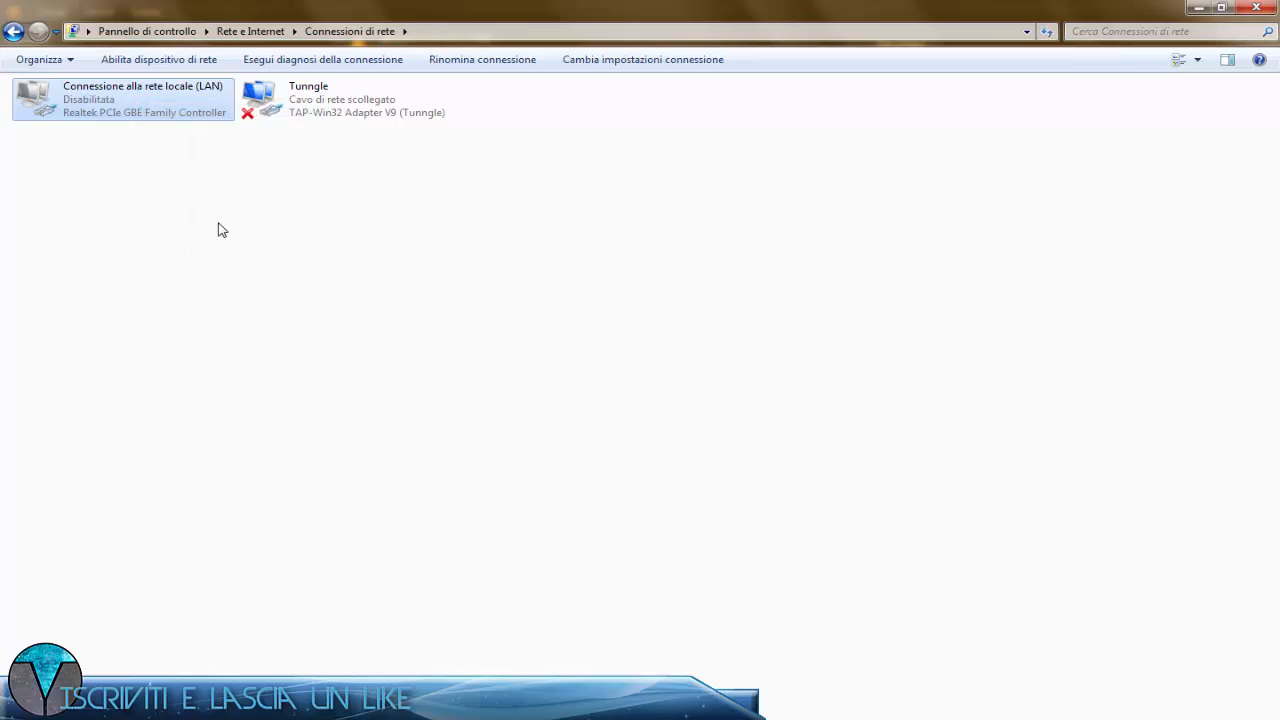 Pannello di controllo Rete e Internet Connessioni di rete
Cerca Connessioni di rete
Organizza Abilita dispositivo di rete Esegui diagnosi della connessione Rinomina connessione Cambia impostazioni connessione
Connessione alla rete locale (LAN)
Disabilitata
Realtek PCIe GBE Family Controller
Tunngle
Cavo di rete scollegato
TAP-Win32 Adapter V9 (Tunngle)
ISCRIVITI E LASCIA UN LIKE